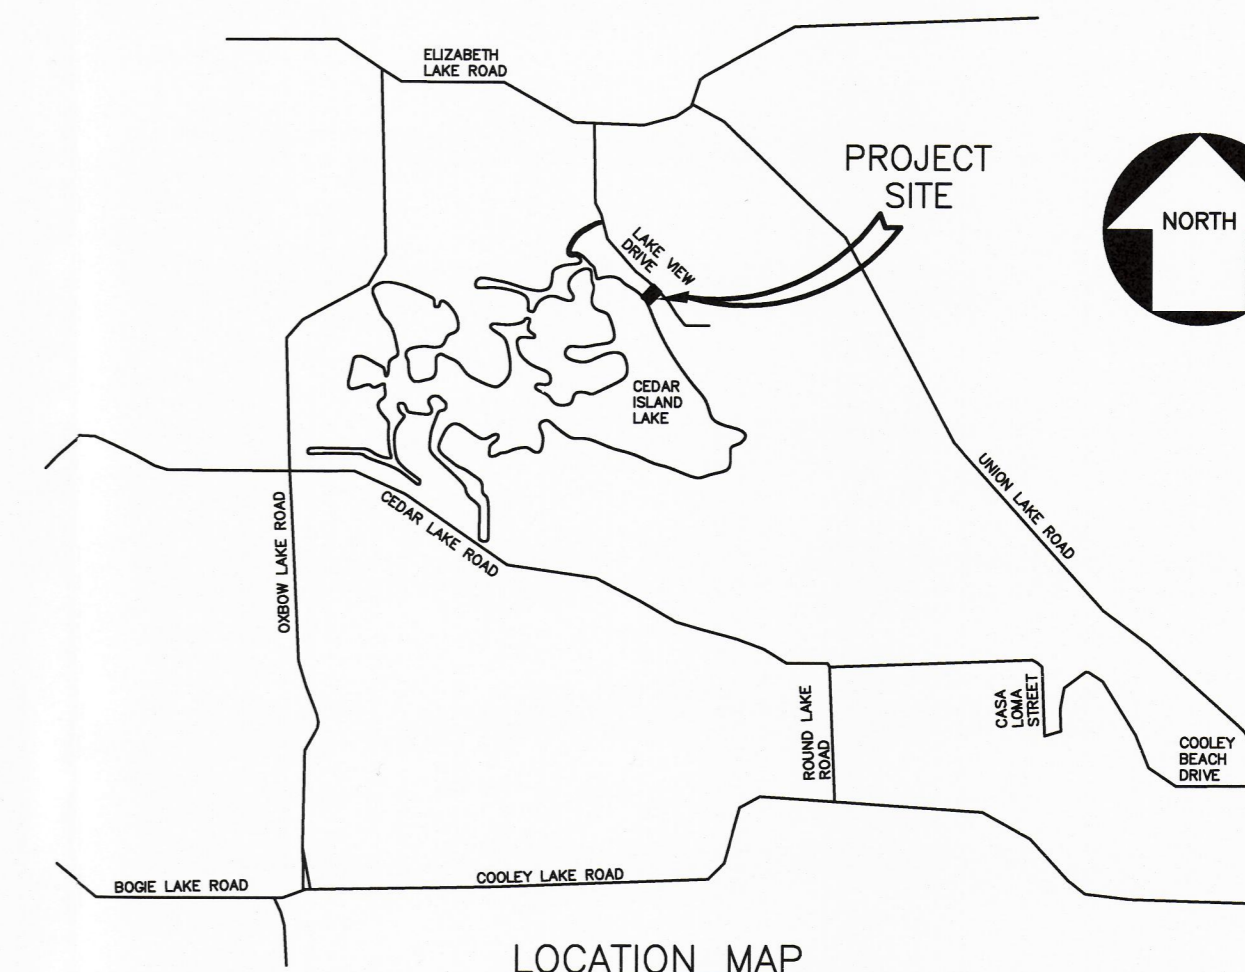 ELIZABETH
LAKE ROAD
PROJECT
SITE
NORTH
LAKE VIEW
DRIVE
CEDAR
ISLAND
LAKE
UNION LAKE ROAD
OXBOW LAKE ROAD
CEDAR LAKE ROAD
ROUND LAKE
ROAD
CASA
LOMA
STREET
COOLEY
BEACH
DRIVE
BOGIE LAKE ROAD
COOLEY LAKE ROAD
LOCATION MAP